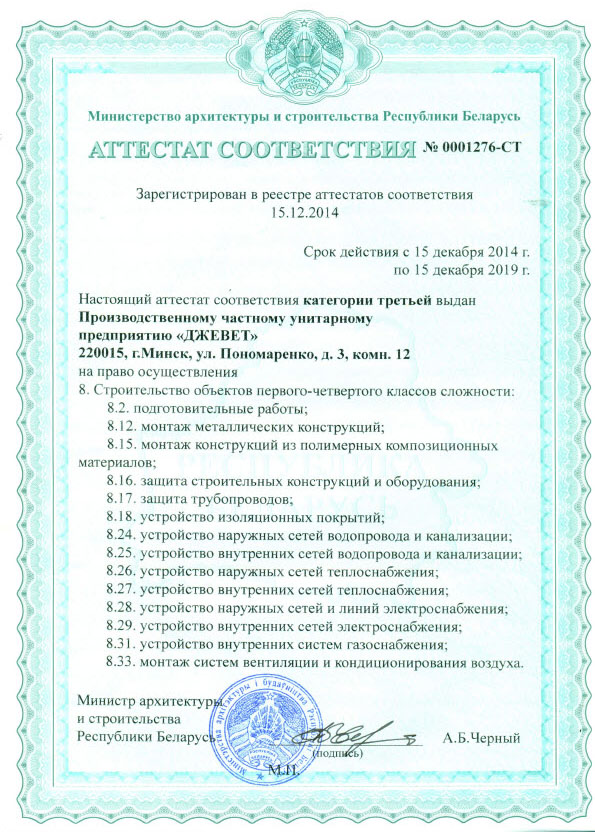 Министерство архитектуры и строительства Республики Беларусь
АТТЕСТАТ СООТВЕТСТВИЯ № 0001276-СТ
Зарегистрирован в реестре аттестатов соответствия
15.12.2014
Срок действия с 15 декабря 2014 г.
по 15 декабря 2019 г.
Настоящий аттестат соответствия категории третьей выдан
Производственному частному унитарному
предприятию «ДЖЕВЕТ»
220015, г.Минск, ул. Пономаренко, д. 3, комн. 12
на право осуществления
8. Строительство объектов первого-четвертого классов сложности:
8.2. подготовительные работы;
8.12. монтаж металлических конструкций;
8.15. монтаж конструкций из полимерных композиционных
материалов;
8.16. защита строительных конструкций и оборудования;
8.17. защита трубопроводов;
8.18. устройство изоляционных покрытий;
8.24. устройство наружных сетей водопровода и канализации;
8.25. устройство внутренних сетей водопровода и канализации;
8.26. устройство наружных сетей теплоснабжения;
8.27. устройство внутренних сетей теплоснабжения;
8.28. устройство наружных сетей и линий электроснабжения;
8.29. устройство внутренних сетей электроснабжения;
8.31. устройство внутренних систем газоснабжения;
8.33. монтаж систем вентиляции и кондиционирования воздуха.
Министр архитектуры
и строительства
Республики Беларусь
А.Б.Черный
(подпись)
М.П.
Міністэрства архітэктуры і будаўніцтва